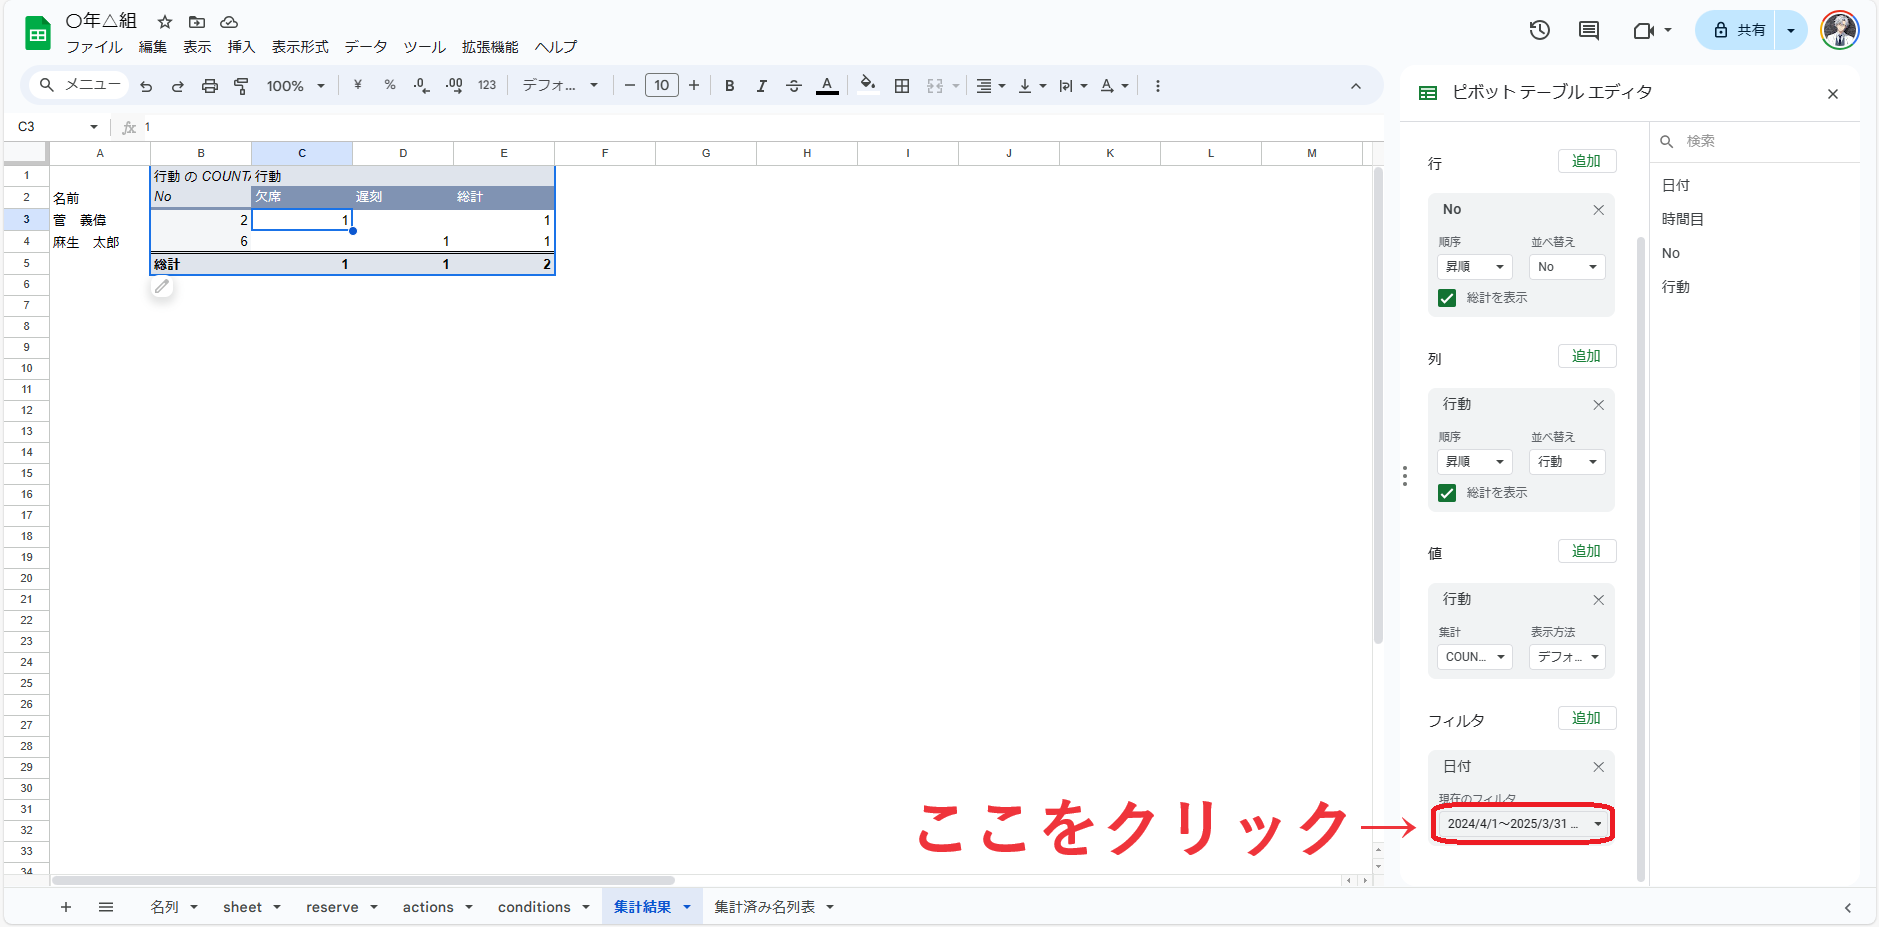 〇年△組
ファイル 編集 表示 挿入 表示形式 データ ツール 拡張機能 ヘルプ
共有
メニュー 100% ¥ % .0 .00 123 デフォ... 10 B I A
C3 fx 1
A B C D E F G H I J K L M
1 行動 の COUNTA 行動
2 名前 No 欠席 遅刻 総計
3 菅 義偉 2 1 1
4 麻生 太郎 6 1 1
5 総計 1 1 2
6
7
8
9
10
11
12
13
14
15
16
17
18
19
20
21
22
23
24
25
26
27
28
29
30
31
32
33
34
ピボット テーブル エディタ
行 追加
No
順序 並べ替え
昇順 No
総計を表示
列 追加
行動
順序 並べ替え
昇順 行動
総計を表示
値 追加
行動
集計 表示方法
COUN... デフォ...
フィルタ 追加
日付
現在のフィルタ
2024/4/1～2025/3/31 ...
検索
日付
時間目
No
行動
ここをクリック→
名列 sheet reserve actions conditions 集計結果 集計済み名列表